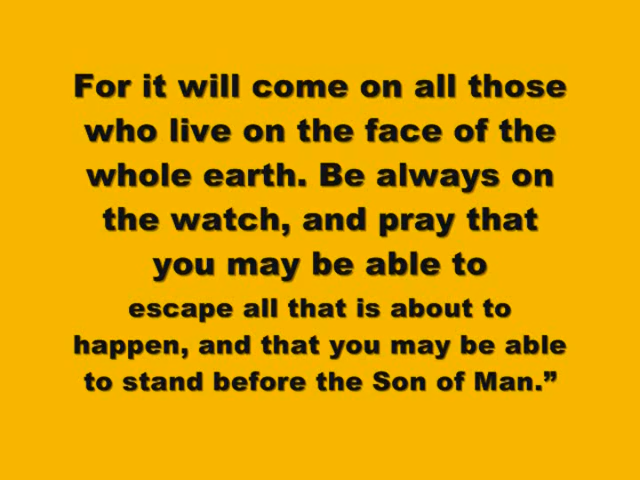 For it will come on all those
who live on the face of the
whole earth. Be always on
the watch, and pray that
you may be able to
escape all that is about to
happen, and that you may be able
to stand before the Son of Man.”